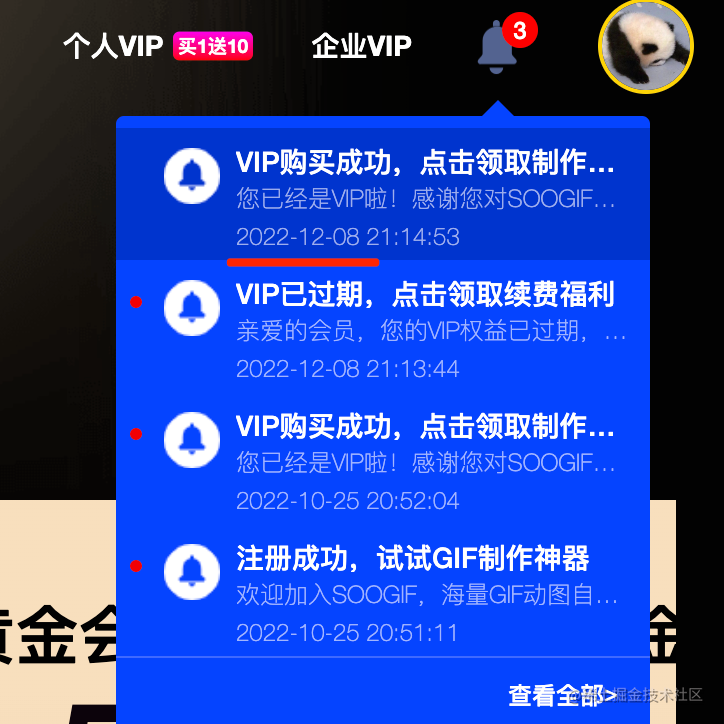 个人VIP 买1送10 企业VIP 3
VIP购买成功，点击领取制作...
您已经是VIP啦！感谢您对SOOGIF...
2022-12-08 21:14:53
VIP已过期，点击领取续费福利
亲爱的会员，您的VIP权益已过期，...
2022-12-08 21:13:44
VIP购买成功，点击领取制作...
您已经是VIP啦！感谢您对SOOGIF...
2022-10-25 20:52:04
注册成功，试试GIF制作神器
欢迎加入SOOGIF，海量GIF动图自...
2022-10-25 20:51:11
黄金会 金
查看全部>
掘金技术社区